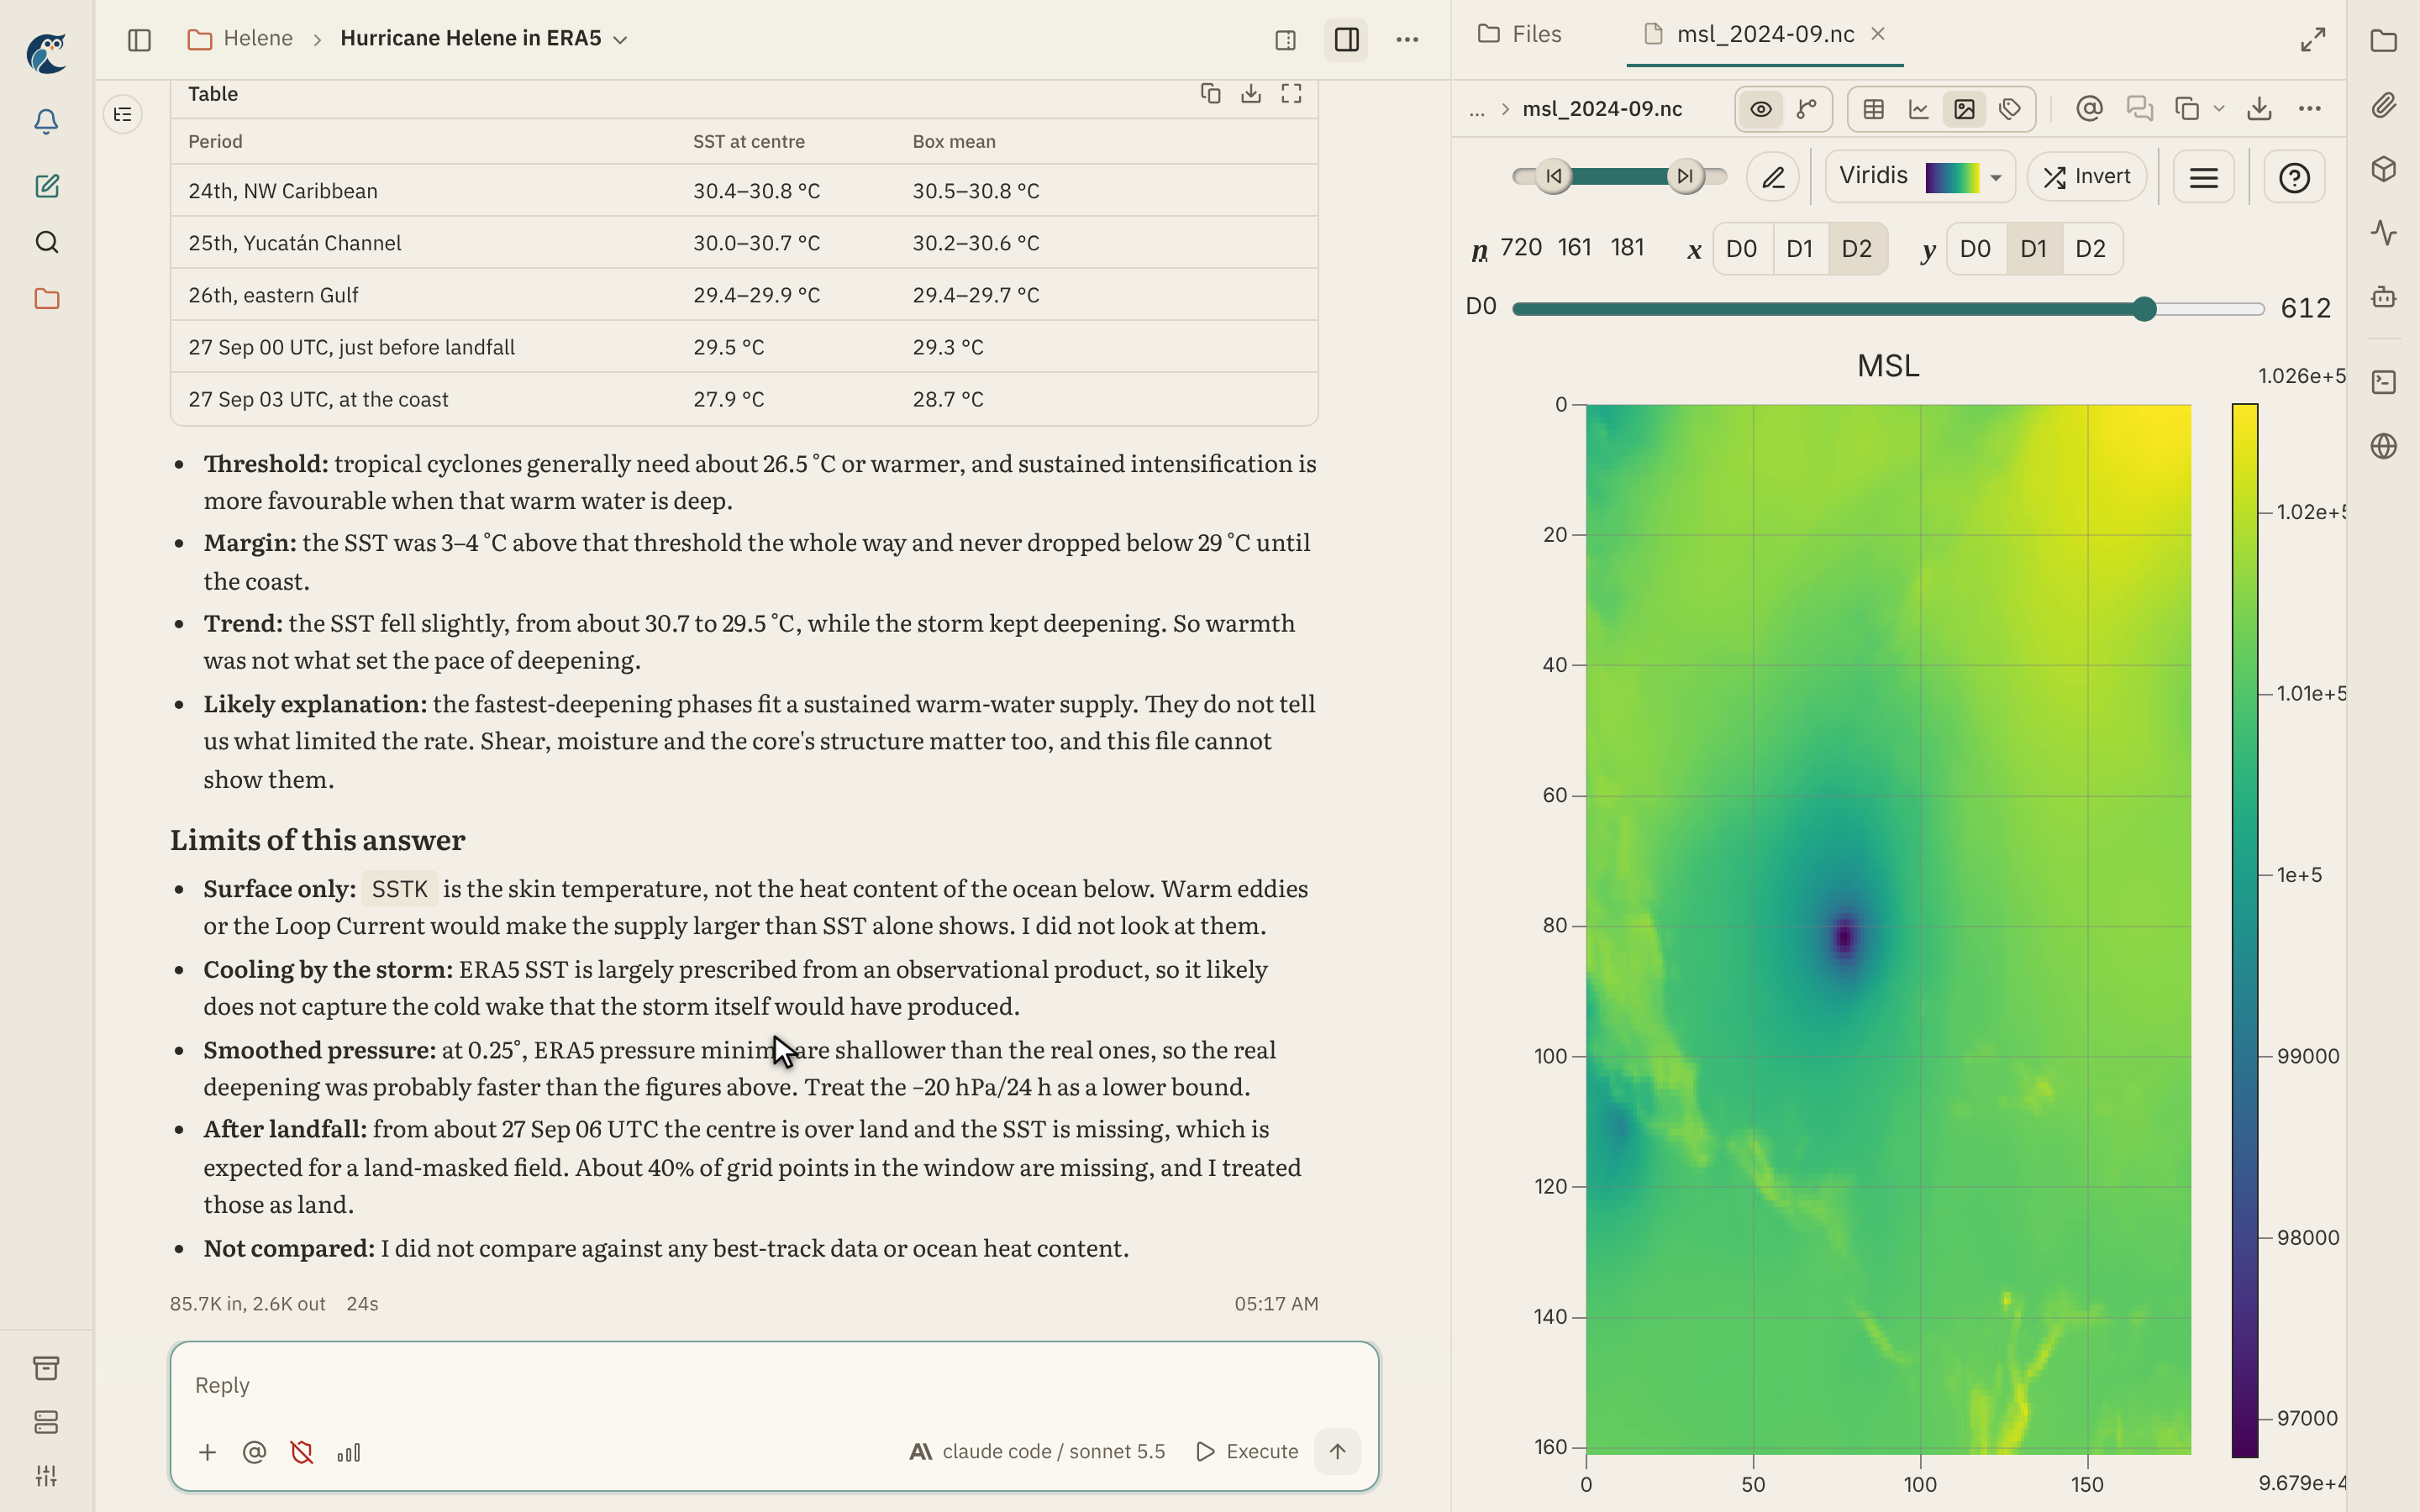 Helene > Hurricane Helene in ERA5
Table
Period SST at centre Box mean
24th, NW Caribbean 30.4–30.8 °C 30.5–30.8 °C
25th, Yucatán Channel 30.0–30.7 °C 30.2–30.6 °C
26th, eastern Gulf 29.4–29.9 °C 29.4–29.7 °C
27 Sep 00 UTC, just before landfall 29.5 °C 29.3 °C
27 Sep 03 UTC, at the coast 27.9 °C 28.7 °C
• Threshold: tropical cyclones generally need about 26.5 °C or warmer, and sustained intensification is
more favourable when that warm water is deep.
• Margin: the SST was 3–4 °C above that threshold the whole way and never dropped below 29 °C until
the coast.
• Trend: the SST fell slightly, from about 30.7 to 29.5 °C, while the storm kept deepening. So warmth
was not what set the pace of deepening.
• Likely explanation: the fastest-deepening phases fit a sustained warm-water supply. They do not tell
us what limited the rate. Shear, moisture and the core's structure matter too, and this file cannot
show them.
Limits of this answer
• Surface only: SSTK is the skin temperature, not the heat content of the ocean below. Warm eddies
or the Loop Current would make the supply larger than SST alone shows. I did not look at them.
• Cooling by the storm: ERA5 SST is largely prescribed from an observational product, so it likely
does not capture the cold wake that the storm itself would have produced.
• Smoothed pressure: at 0.25°, ERA5 pressure minim are shallower than the real ones, so the real
deepening was probably faster than the figures above. Treat the −20 hPa/24 h as a lower bound.
• After landfall: from about 27 Sep 06 UTC the centre is over land and the SST is missing, which is
expected for a land-masked field. About 40% of grid points in the window are missing, and I treated
those as land.
• Not compared: I did not compare against any best-track data or ocean heat content.
85.7K in, 2.6K out 24s 05:17 AM
Reply
claude code / sonnet 5.5 Execute
Files msl_2024-09.nc
... > msl_2024-09.nc
Viridis Invert
n 720 161 181 x D0 D1 D2 y D0 D1 D2
D0 612
MSL
1.026e+5
1.02e+5
1.01e+5
1e+5
99000
98000
97000
9.679e+4
0
20
40
60
80
100
120
140
160
0 50 100 150